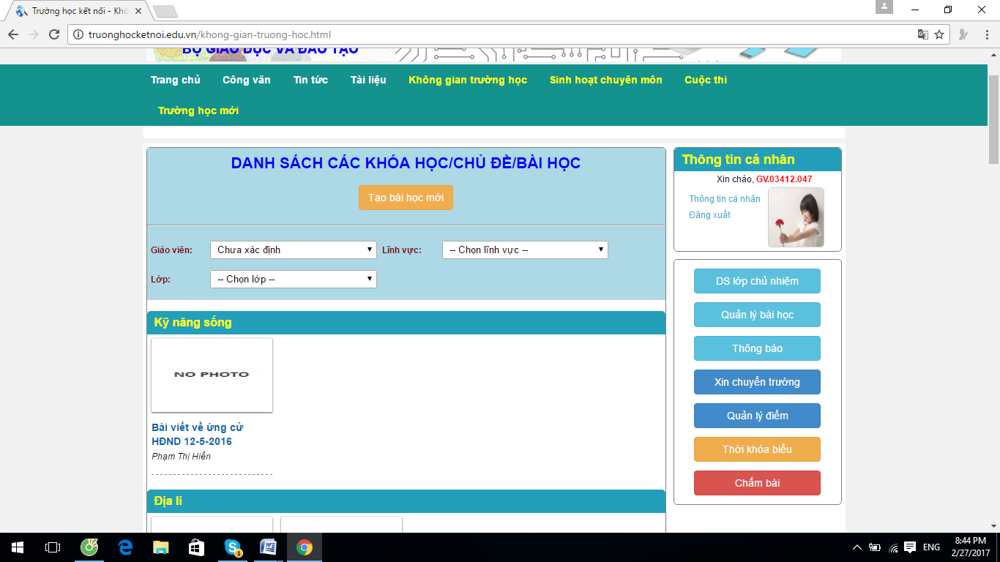 Trường học kết nối - Khô
truonghocketnoi.edu.vn/khong-gian-truong-hoc.html
BỘ GIÁO DỤC VÀ ĐÀO TẠO
Trang chủ Công văn Tin tức Tài liệu Không gian trường học Sinh hoạt chuyên môn Cuộc thi
Trường học mới
DANH SÁCH CÁC KHÓA HỌC/CHỦ ĐỀ/BÀI HỌC
Tạo bài học mới
Giáo viên: Chưa xác định Lĩnh vực: -- Chọn lĩnh vực --
Lớp: -- Chọn lớp --
Kỹ năng sống
NO PHOTO
Bài viết về ứng cử
HĐND 12-5-2016
Phạm Thị Hiền
Địa lí
Thông tin cá nhân
Xin chào, GV.03412.047
Thông tin cá nhân
Đăng xuất
DS lớp chủ nhiệm
Quản lý bài học
Thông báo
Xin chuyển trường
Quản lý điểm
Thời khóa biểu
Chấm bài
1
ENG
8:44 PM
2/27/2017